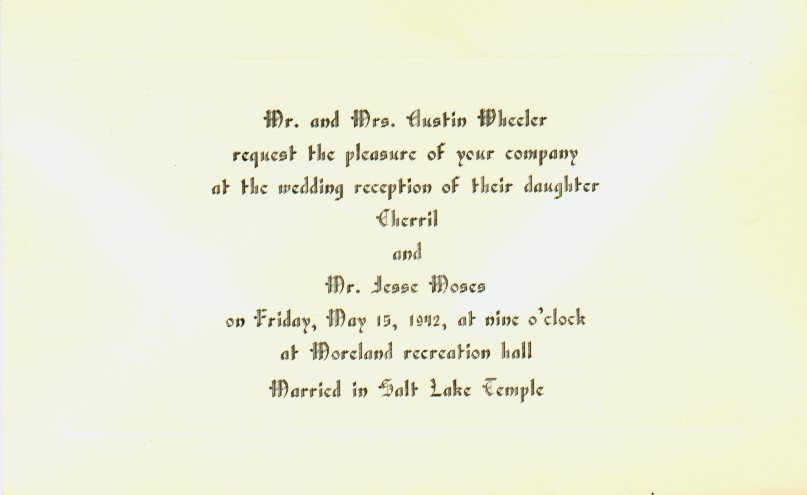 Mr. and Mrs. Austin Wheeler
request the pleasure of your company
at the wedding reception of their daughter
Cherril
and
Mr. Jesse Moses
on Friday, May 15, 1942, at nine o'clock
at Moreland recreation hall
Married in Salt Lake Temple